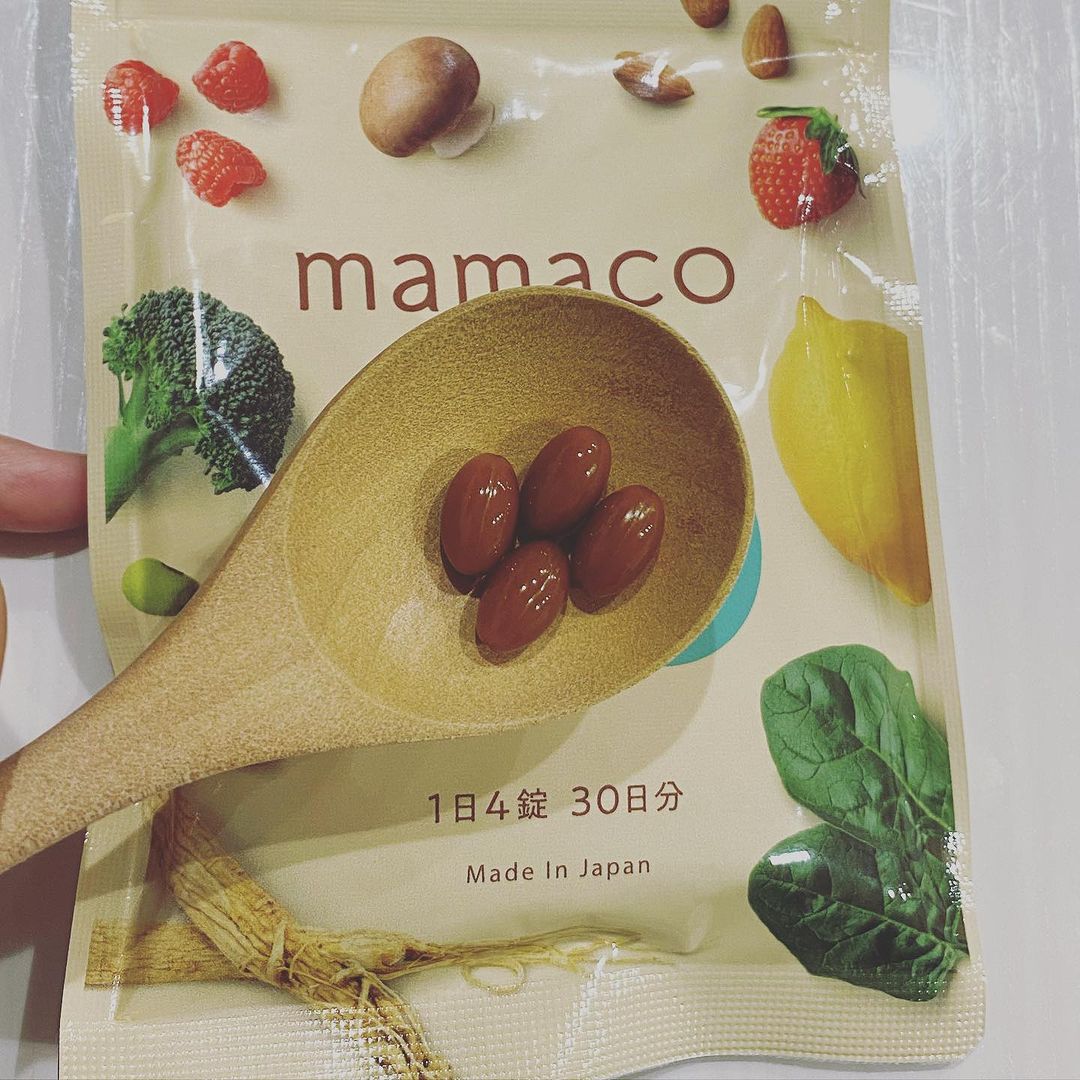 mamaco
1日4錠 30日分
Made In Japan